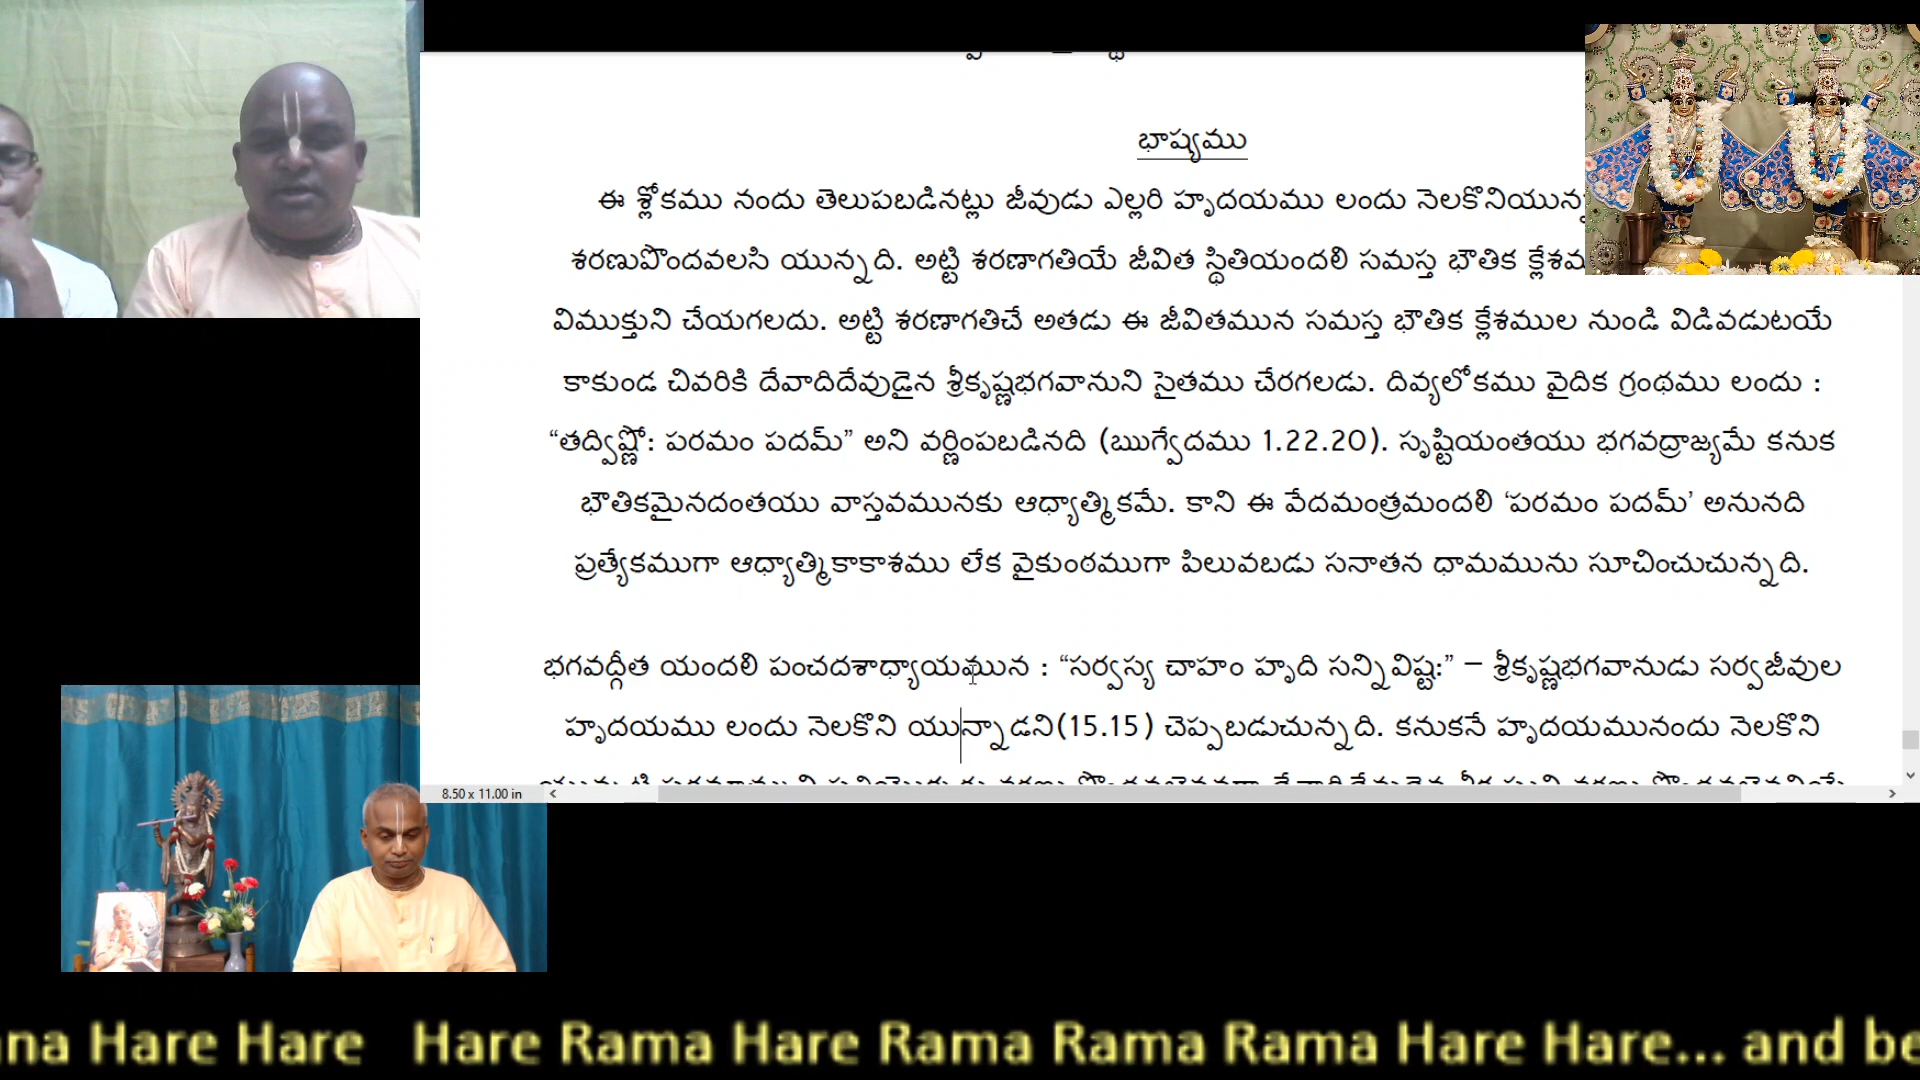 భాష్యము
ఈ శ్లోకము నందు తెలుపబడినట్లు జీవుడు ఎల్లరి హృదయము లందు
శరణుపొందవలసి యున్నది. అట్టి శరణాగతియే జీవిత స్థితియందలి సమస్త భౌతిక
విముక్తుని చేయగలదు. అట్టి శరణాగతిచే అతడు ఈ జీవితమున సమస్త భౌతిక క్లేశముల నుండి విడివడుటయే
కాకుండ చివరికి దేవాదిదేవుడైన శ్రీకృష్ణభగవానుని సైతము చేరగలడు. దివ్యలోకము వైదిక గ్రంథము లందు :
“తద్విష్ణో: పరమం పదమ్” అని వర్ణింపబడినది (ఋగ్వేదము 1.22.20). సృష్టియంతయు భగవద్రాజ్యమే కనుక
భౌతికమైనదంతయు వాస్తవమునకు ఆధ్యాత్మికమే. కాని ఈ వేదమంత్రమందలి ‘పరమం పదమ్’ అనునది
ప్రత్యేకముగా ఆధ్యాత్మికాకాశము లేక వైకుంఠముగా పిలువబడు సనాతన ధామమును సూచించుచున్నది.
భగవద్గీత యందలి పంచదశాధ్యాయమున : “సర్వస్య చాహం హృది సన్నివిష్ట:” – శ్రీకృష్ణభగవానుడు సర్వజీవుల
హృదయము లందు నెలకొని యున్నాడని(15.15) చెప్పబడుచున్నది. కనుకనే హృదయమునందు నెలకొని
8.50 x 11.00 in
Hare Hare Hare Rama Hare Rama Rama Rama Hare Hare... and